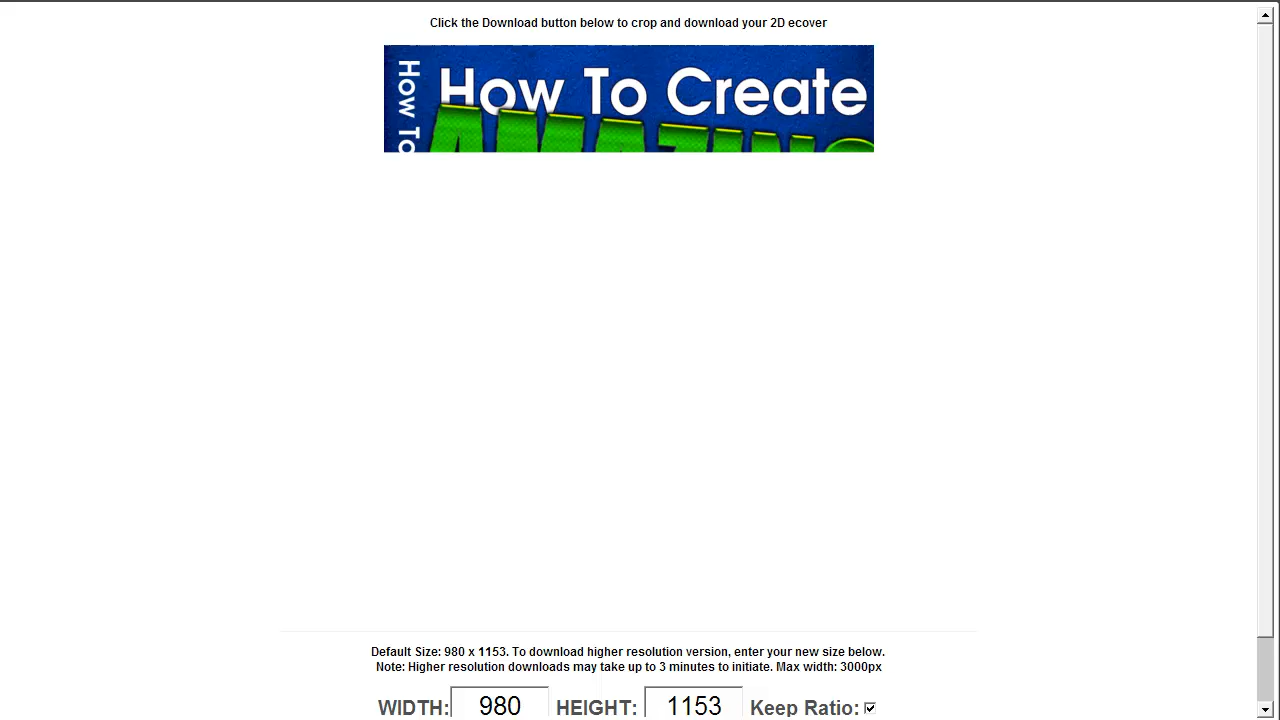 Click the Download button below to crop and download your 2D ecover
How To
How To Create
AMAZING
Default Size: 980 x 1153. To download higher resolution version, enter your new size below.
Note: Higher resolution downloads may take up to 3 minutes to initiate. Max width: 3000px
WIDTH: 980 HEIGHT: 1153 Keep Ratio: